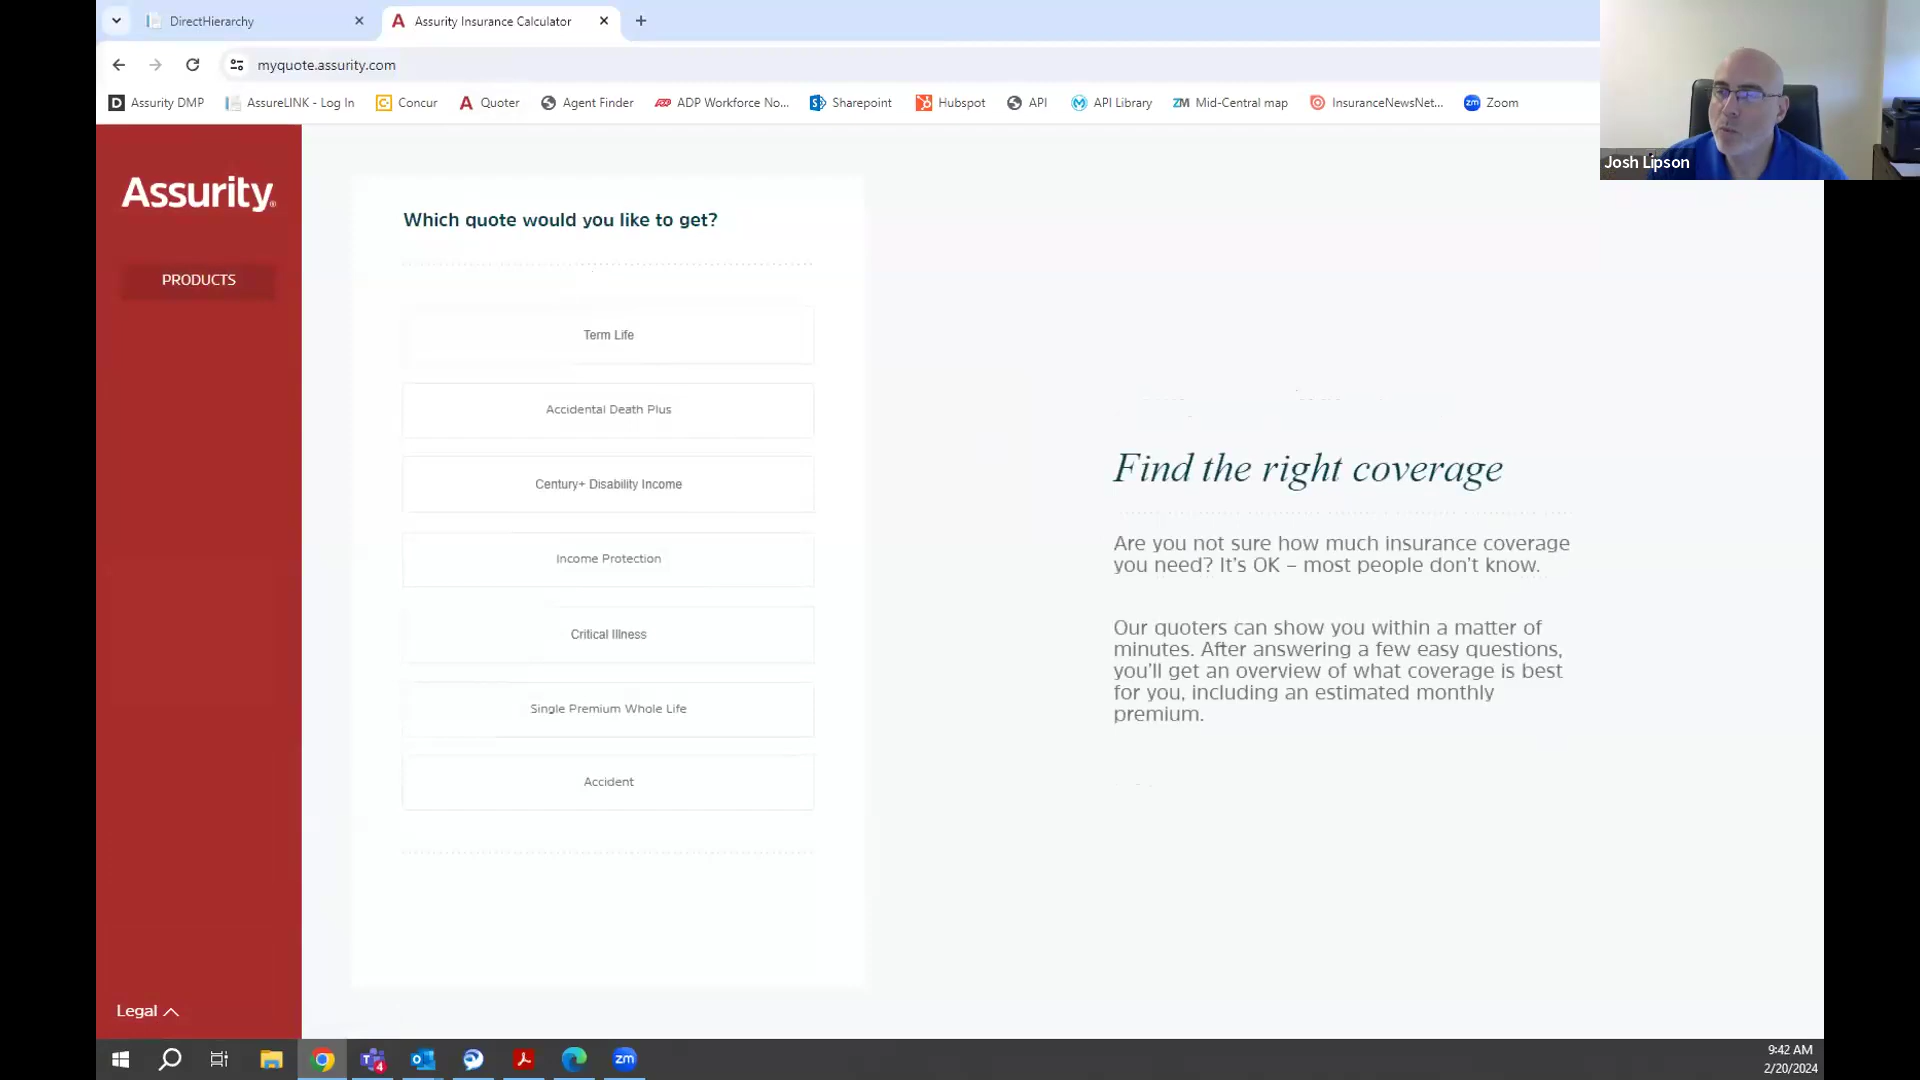 DirectHierarchy
Assurity Insurance Calculator
myquote.assurity.com
Assurity DMP
AssureLINK - Log In
Concur
Quoter
Agent Finder
ADP Workforce No...
Sharepoint
Hubspot
API
API Library
Mid-Central map
InsuranceNewsNet...
Zoom
Josh Lipson
Assurity
PRODUCTS
Which quote would you like to get?
Term Life
Accidental Death Plus
Century+ Disability Income
Income Protection
Critical Illness
Single Premium Whole Life
Accident
Find the right coverage
Are you not sure how much insurance coverage
you need? It's OK – most people don't know.
Our quoters can show you within a matter of
minutes. After answering a few easy questions,
you'll get an overview of what coverage is best
for you, including an estimated monthly
premium.
Legal
4
zm
9:42 AM
2/20/2024